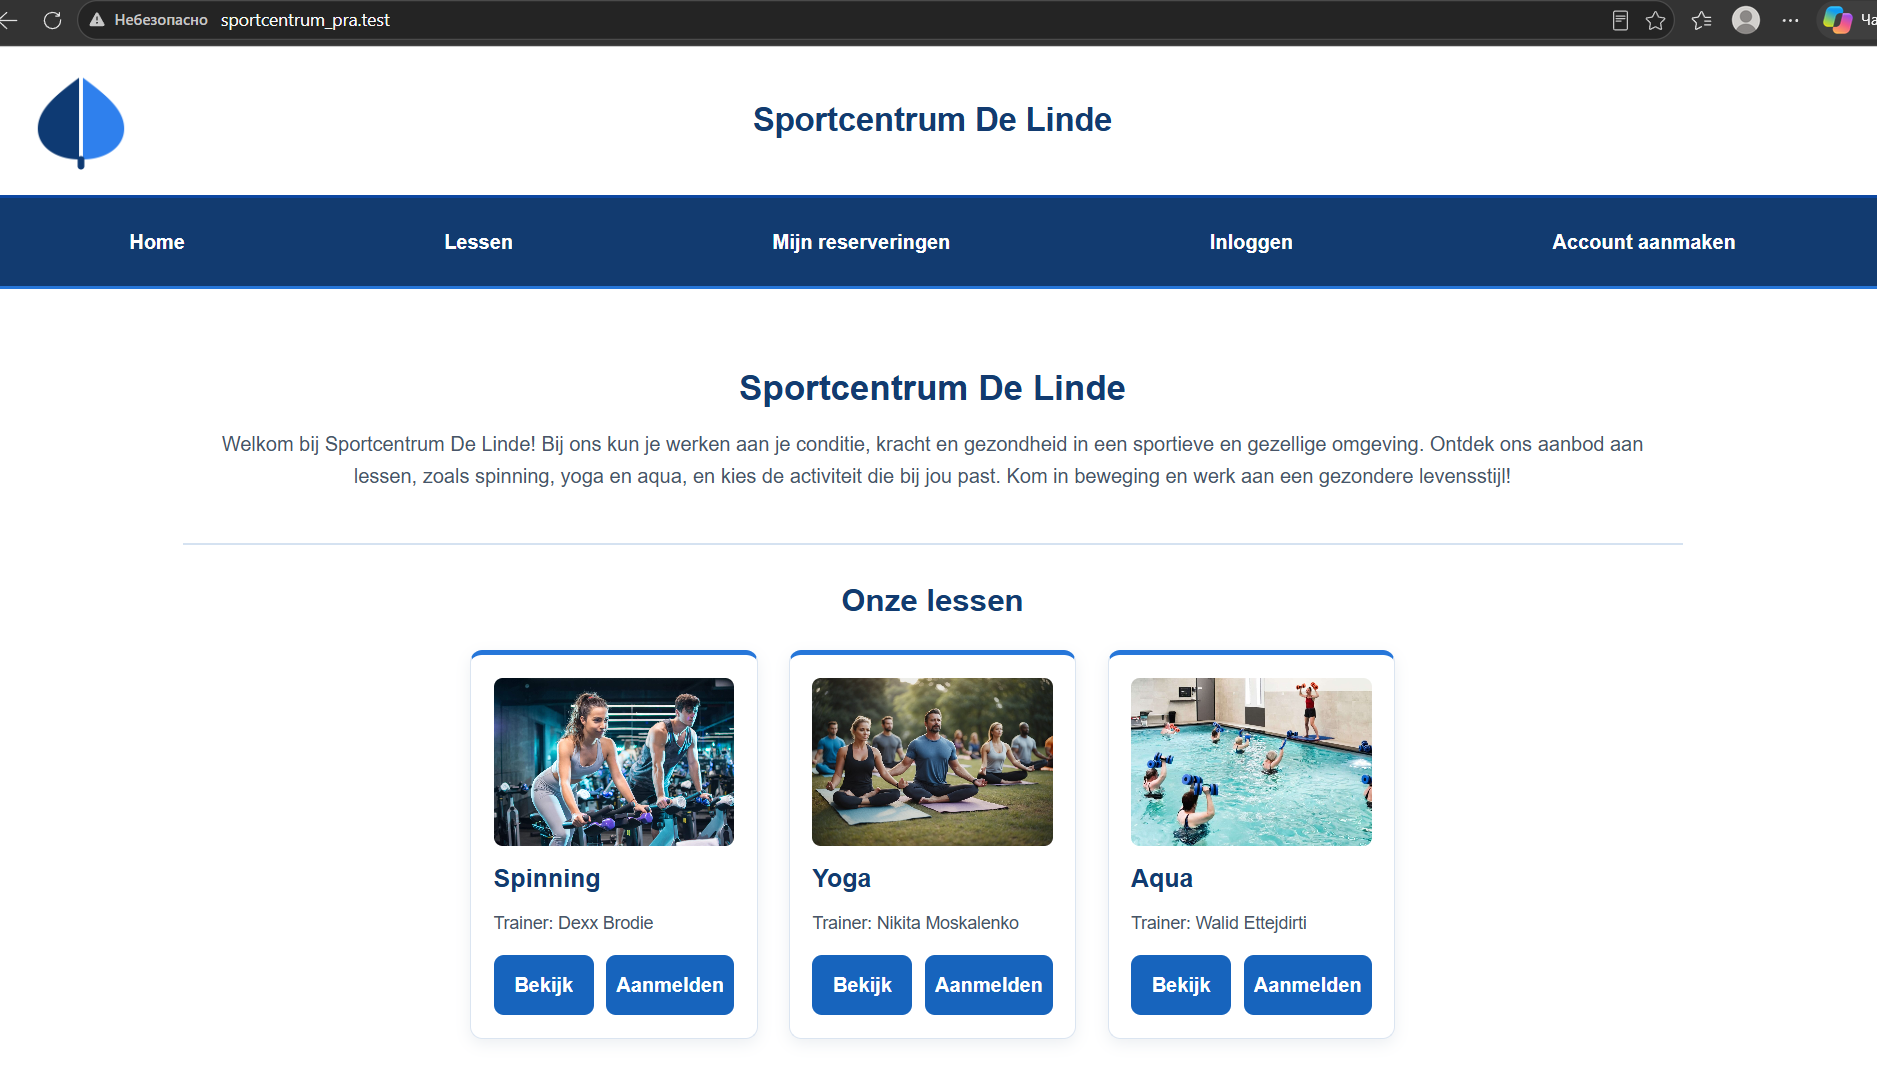 Небезопасно sportcentrum_pra.test
Sportcentrum De Linde
Home Lessen Mijn reserveringen Inloggen Account aanmaken
Sportcentrum De Linde
Welkom bij Sportcentrum De Linde! Bij ons kun je werken aan je conditie, kracht en gezondheid in een sportieve en gezellige omgeving. Ontdek ons aanbod aan
lessen, zoals spinning, yoga en aqua, en kies de activiteit die bij jou past. Kom in beweging en werk aan een gezondere levensstijl!
Onze lessen
Spinning
Trainer: Dexx Brodie
Bekijk Aanmelden
Yoga
Trainer: Nikita Moskalenko
Bekijk Aanmelden
Aqua
Trainer: Walid Ettejdirti
Bekijk Aanmelden